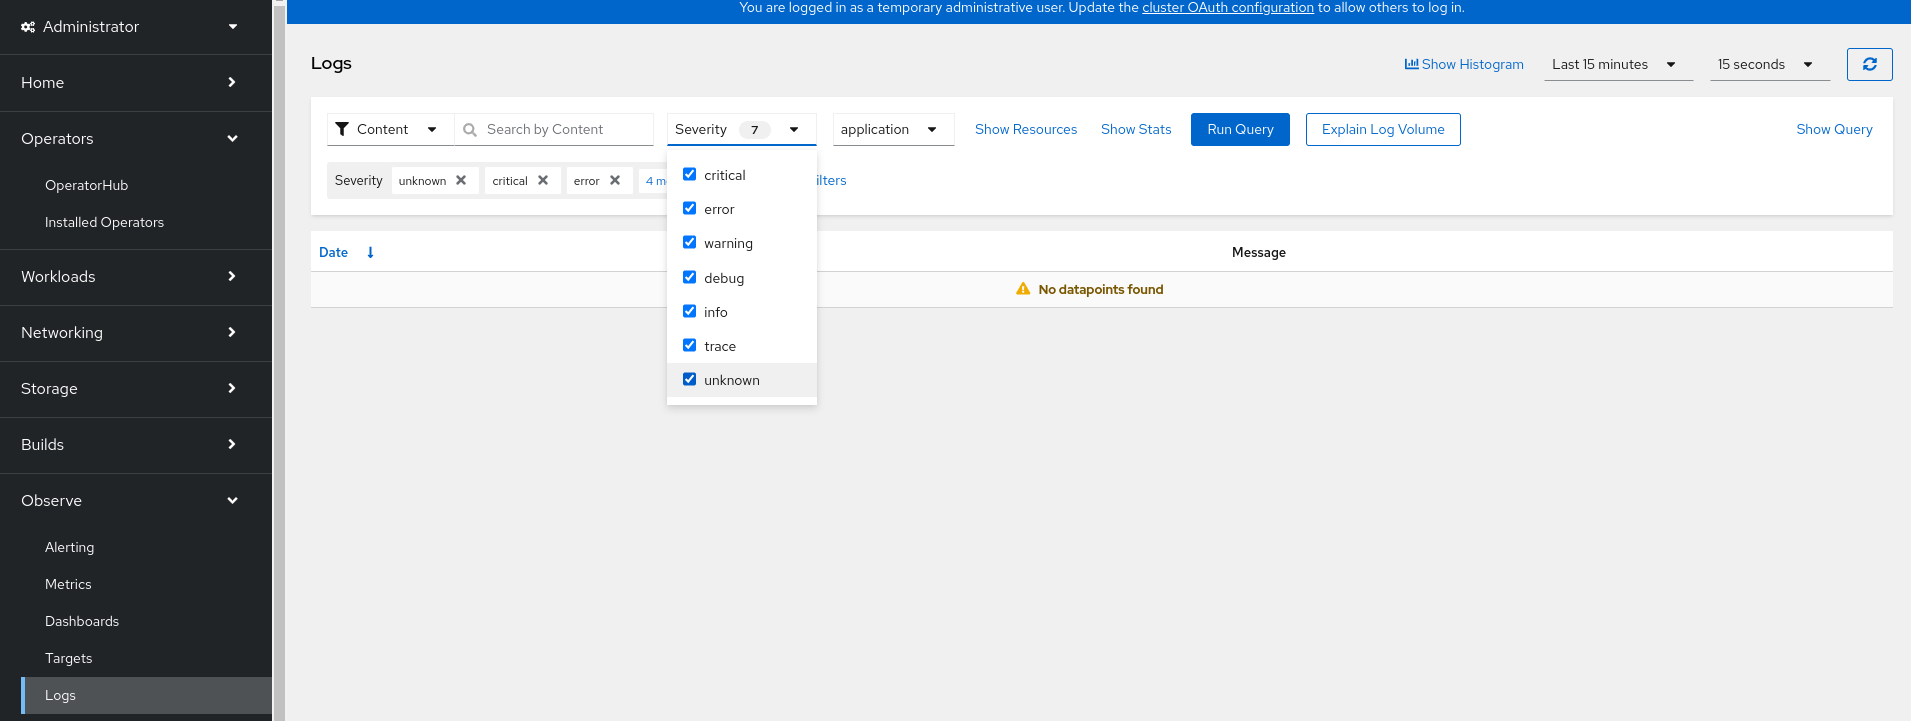 You are logged in as a temporary administrative user. Update the cluster OAuth configuration to allow others to log in.
Administrator
Home
Operators
OperatorHub
Installed Operators
Workloads
Networking
Storage
Builds
Observe
Alerting
Metrics
Dashboards
Targets
Logs
Logs
Show Histogram
Last 15 minutes
15 seconds
Content
Search by Content
Severity 7
application
Show Resources
Show Stats
Run Query
Explain Log Volume
Show Query
Severity
unknown
critical
error
4
critical
error
warning
debug
info
trace
unknown
Date
Message
No datapoints found